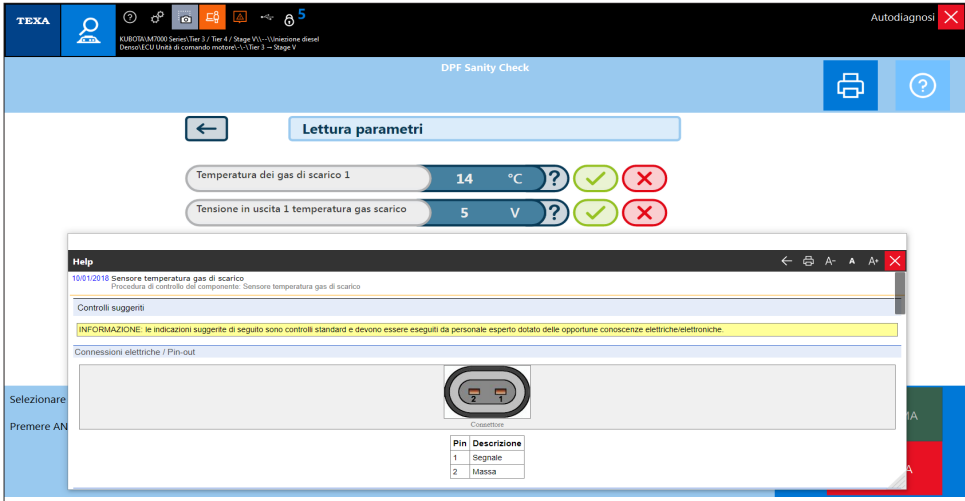 TEXA
5
Autodiagnosi
KUBOTA\M7000 Series\Tier 3 / Tier 4 / Stage V\\--\\Iniezione diesel
Denso\ECU Unità di comando motore\-\-\Tier 3 → Stage V
DPF Sanity Check
Lettura parametri
Temperatura dei gas di scarico 1
14 °C ?
Tensione in uscita 1 temperatura gas scarico
5 V ?
Help
A- A A+
10/01/2018 Sensore temperatura gas di scarico
Procedura di controllo del componente: Sensore temperatura gas di scarico
Controlli suggeriti
INFORMAZIONE: le indicazioni suggerite di seguito sono controlli standard e devono essere eseguiti da personale esperto dotato delle opportune conoscenze elettriche/elettroniche.
Connessioni elettriche / Pin-out
2 1
Connettore
Selezionare
Premere AN
MA
A
Pin Descrizione
1 Segnale
2 Massa